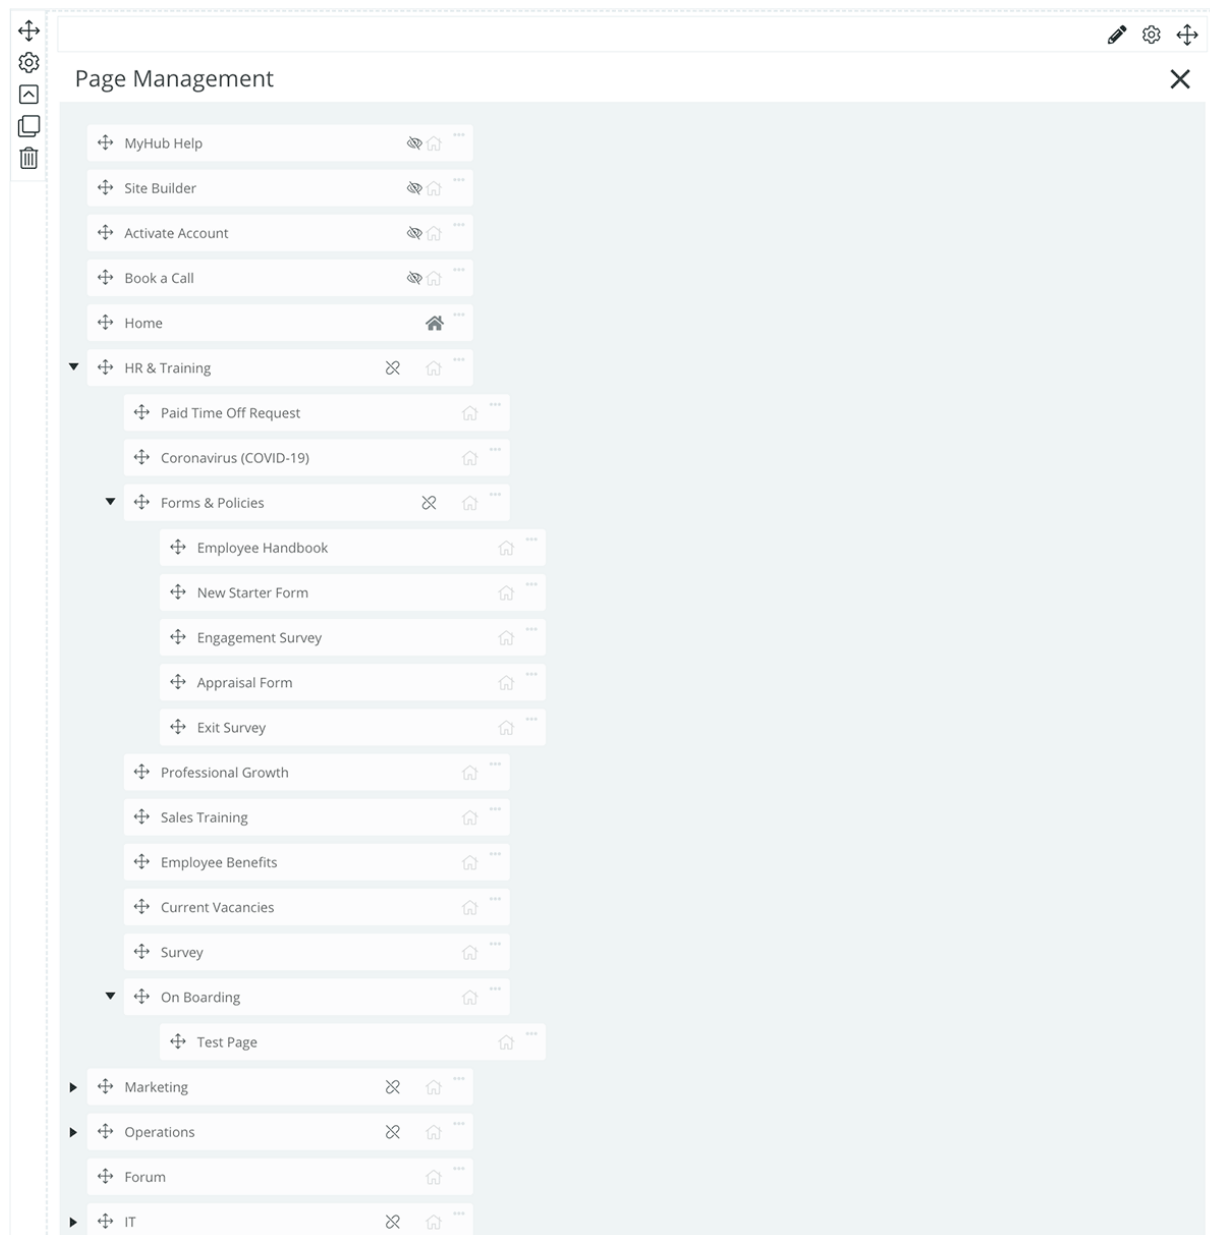 Page Management
MyHub Help
Site Builder
Activate Account
Book a Call
Home
HR & Training
Paid Time Off Request
Coronavirus (COVID-19)
Forms & Policies
Employee Handbook
New Starter Form
Engagement Survey
Appraisal Form
Exit Survey
Professional Growth
Sales Training
Employee Benefits
Current Vacancies
Survey
On Boarding
Test Page
Marketing
Operations
Forum
IT